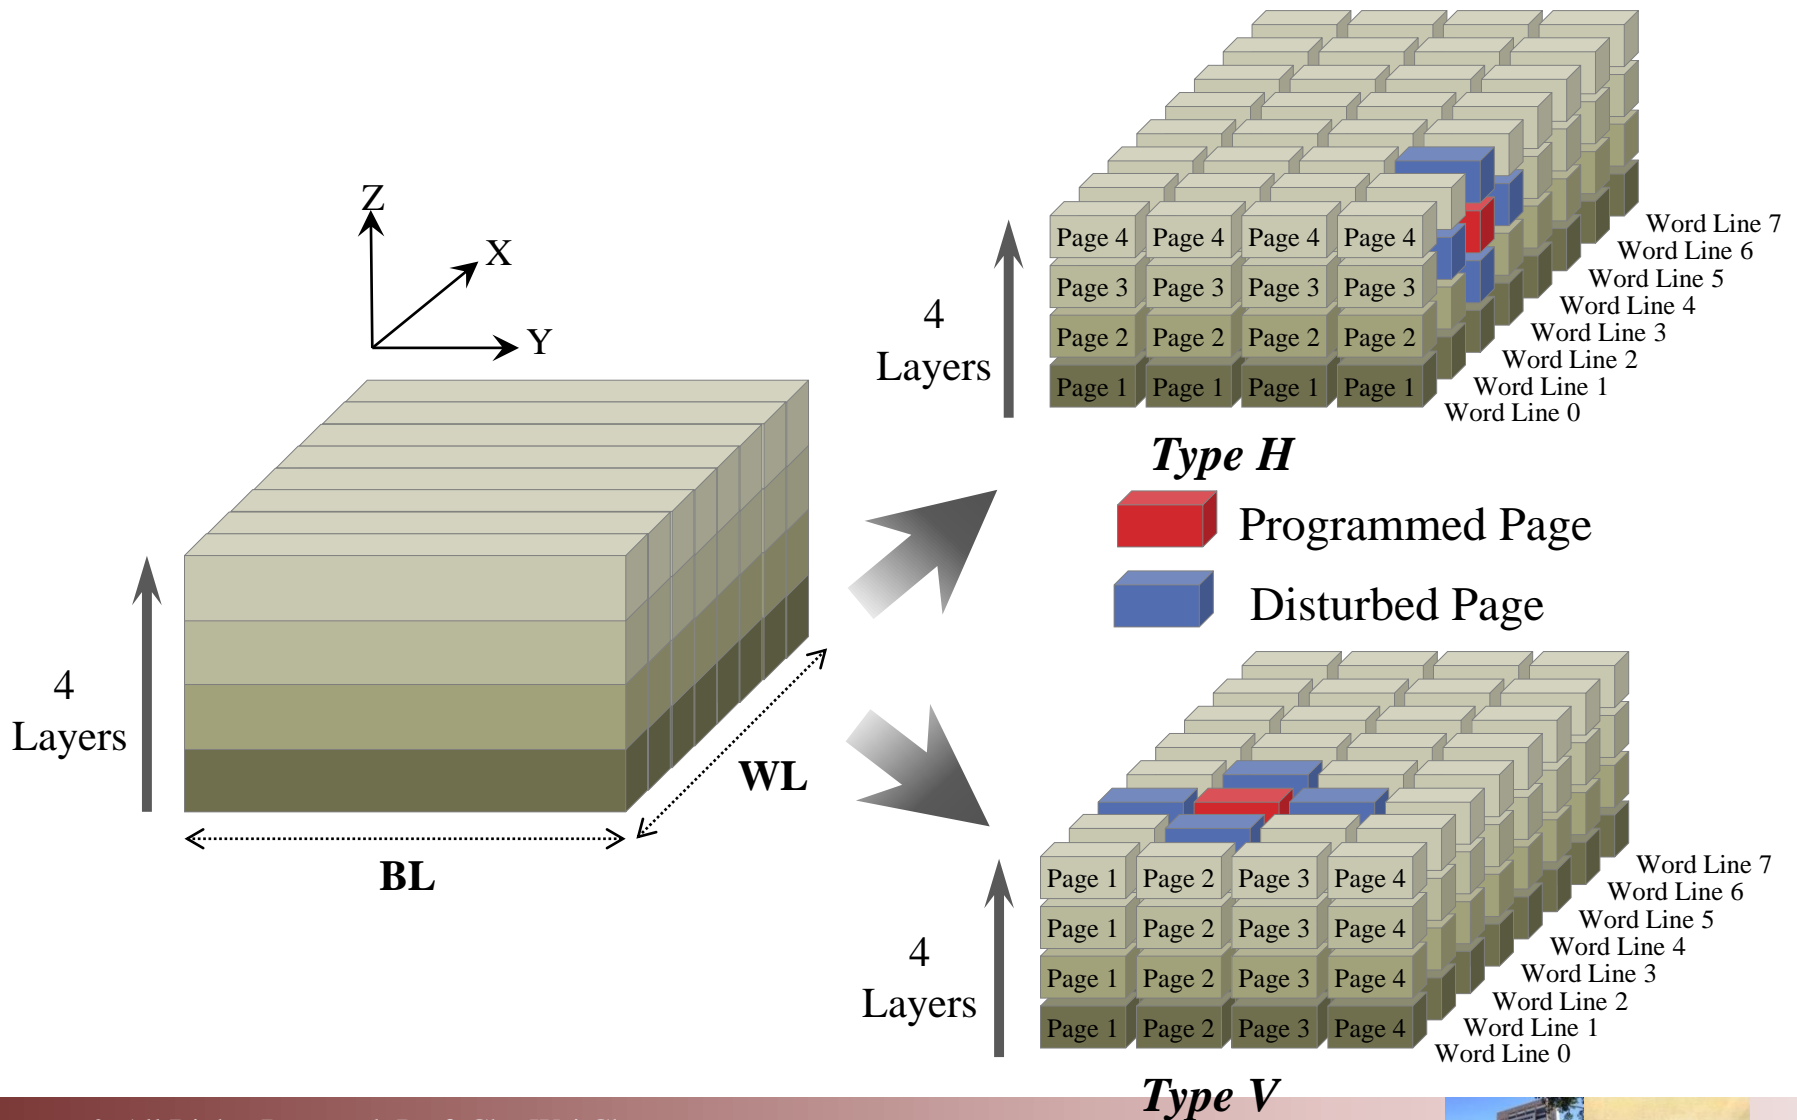 Z
X
Y
4
Layers
WL
BL
4
Layers
Page 4 Page 4 Page 4 Page 4
Page 3 Page 3 Page 3 Page 3
Page 2 Page 2 Page 2 Page 2
Page 1 Page 1 Page 1 Page 1
Word Line 7
Word Line 6
Word Line 5
Word Line 4
Word Line 3
Word Line 2
Word Line 1
Word Line 0
Type H
Programmed Page
Disturbed Page
4
Layers
Page 1 Page 2 Page 3 Page 4
Page 1 Page 2 Page 3 Page 4
Page 1 Page 2 Page 3 Page 4
Page 1 Page 2 Page 3 Page 4
Word Line 7
Word Line 6
Word Line 5
Word Line 4
Word Line 3
Word Line 2
Word Line 1
Word Line 0
Type V